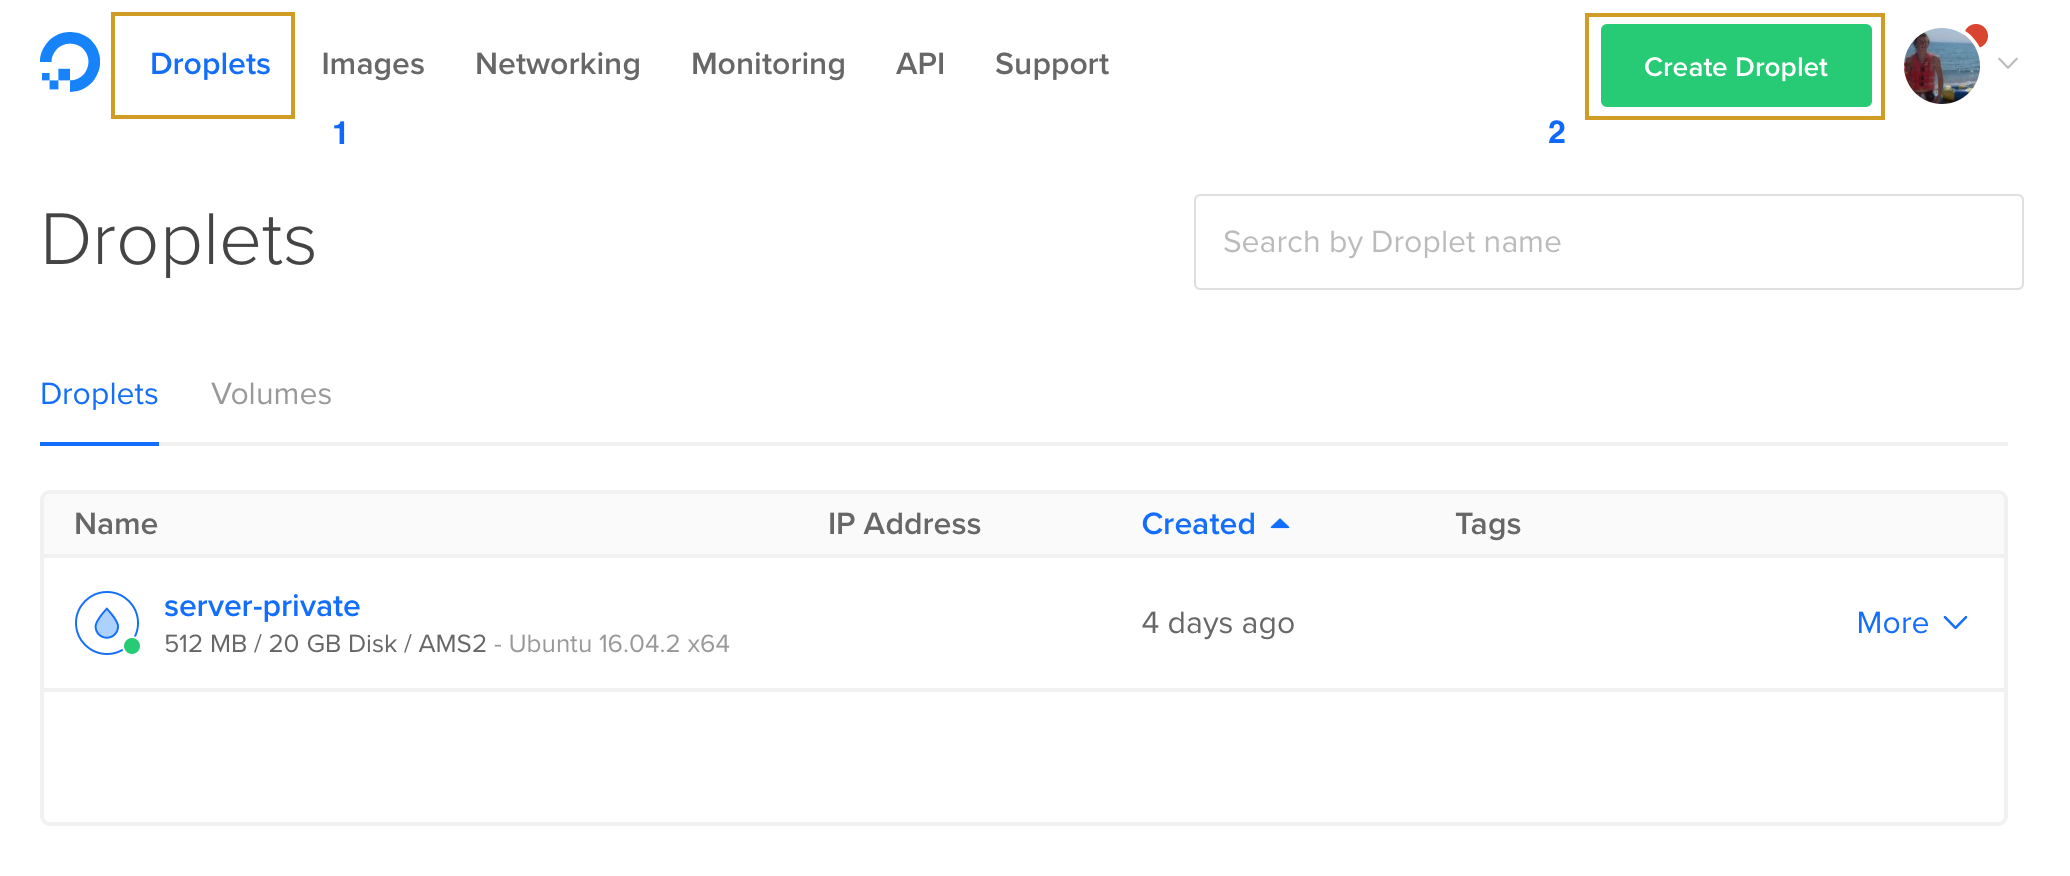 Droplets Images Networking Monitoring API Support Create Droplet
1 2
Droplets Search by Droplet name
Droplets Volumes
Name IP Address Created Tags
server-private
512 MB / 20 GB Disk / AMS2 - Ubuntu 16.04.2 x64
4 days ago
More